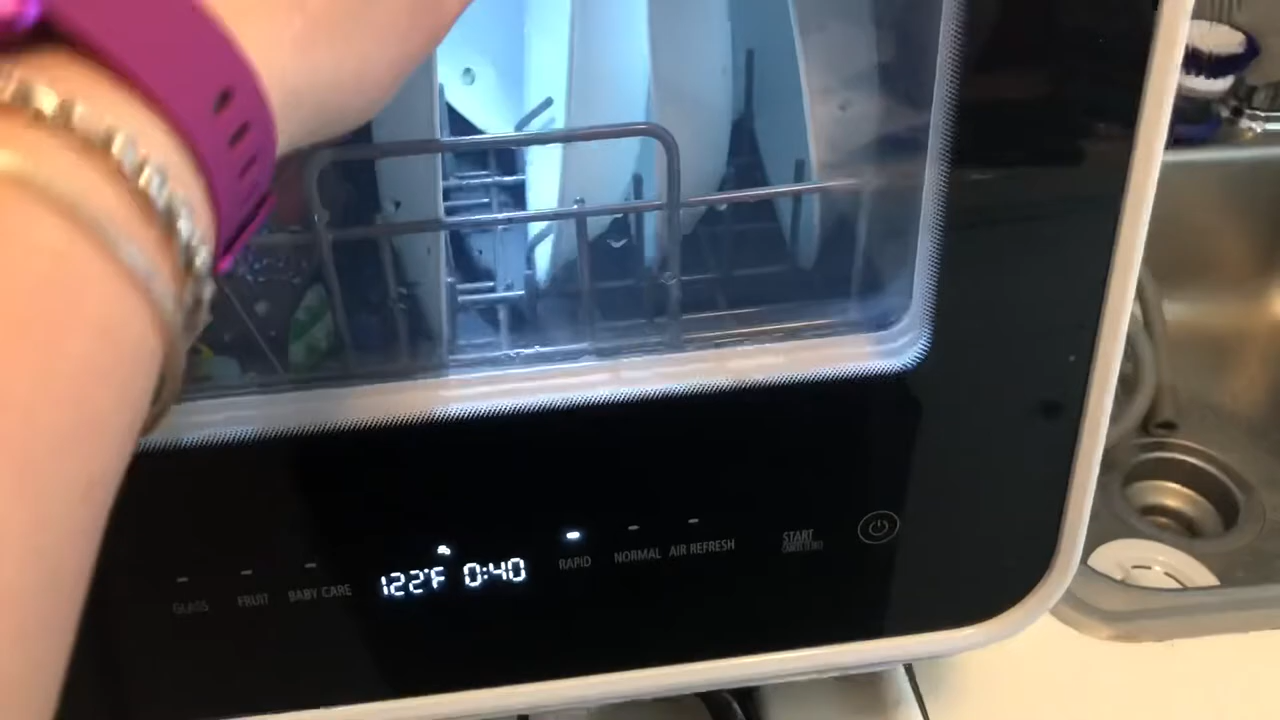 GLASS
FRUIT
BABY CARE
122°F 0:40
RAPID
NORMAL
AIR REFRESH
START